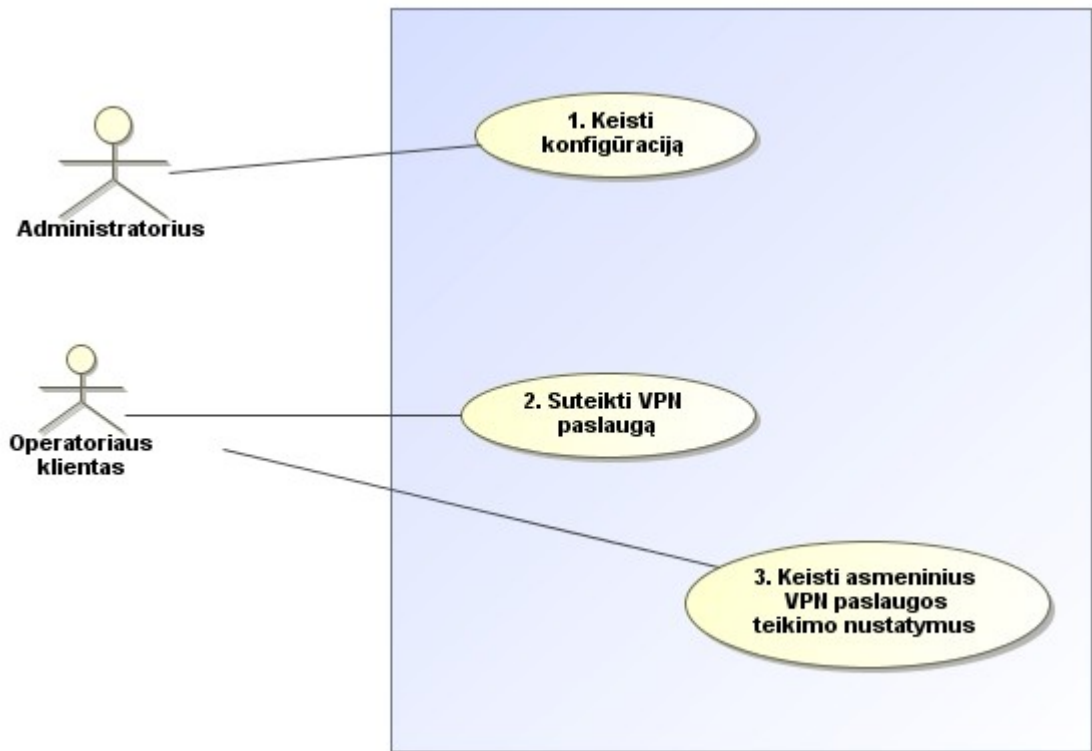 1. Keisti
konfigūraciją
Administratorius
2. Suteikti VPN
paslaugą
Operatoriaus
klientas
3. Keisti asmeninius
VPN paslaugos
teikimo nustatymus